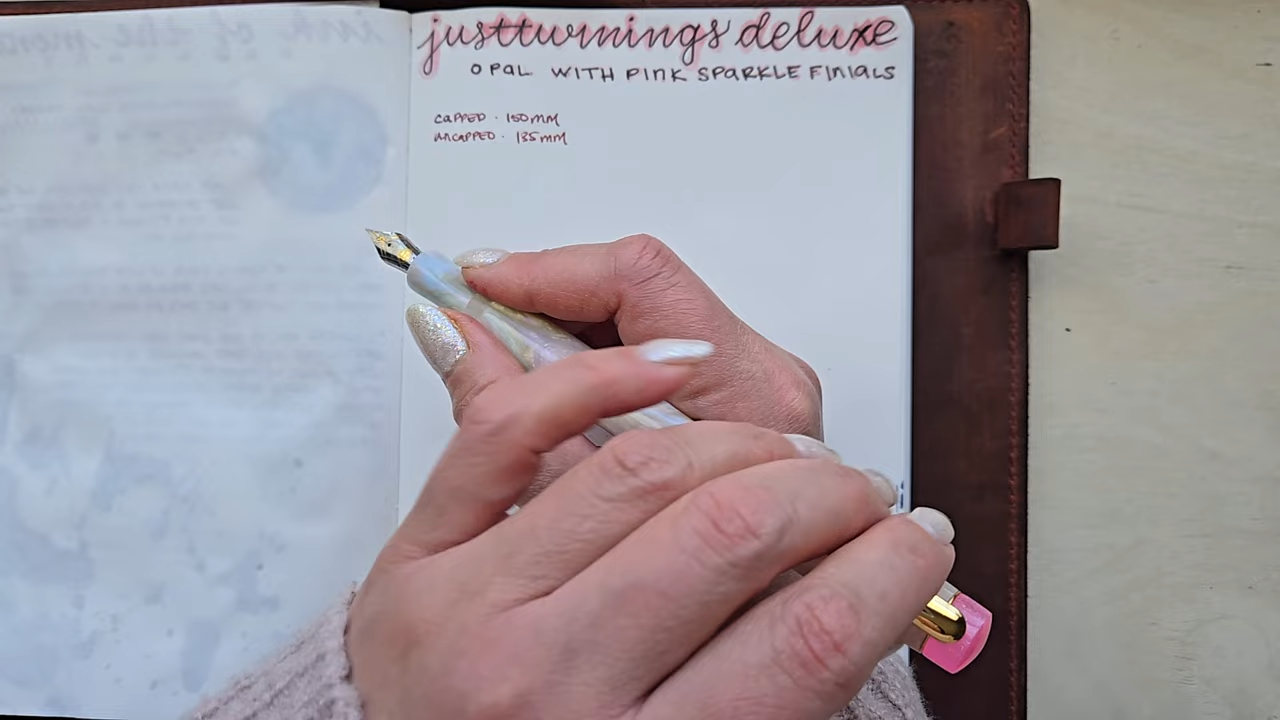 justturnings deluxe
OPAL WITH PINK SPARKLE FINIALS
CAPPED · 150mm
UNCAPPED · 135mm